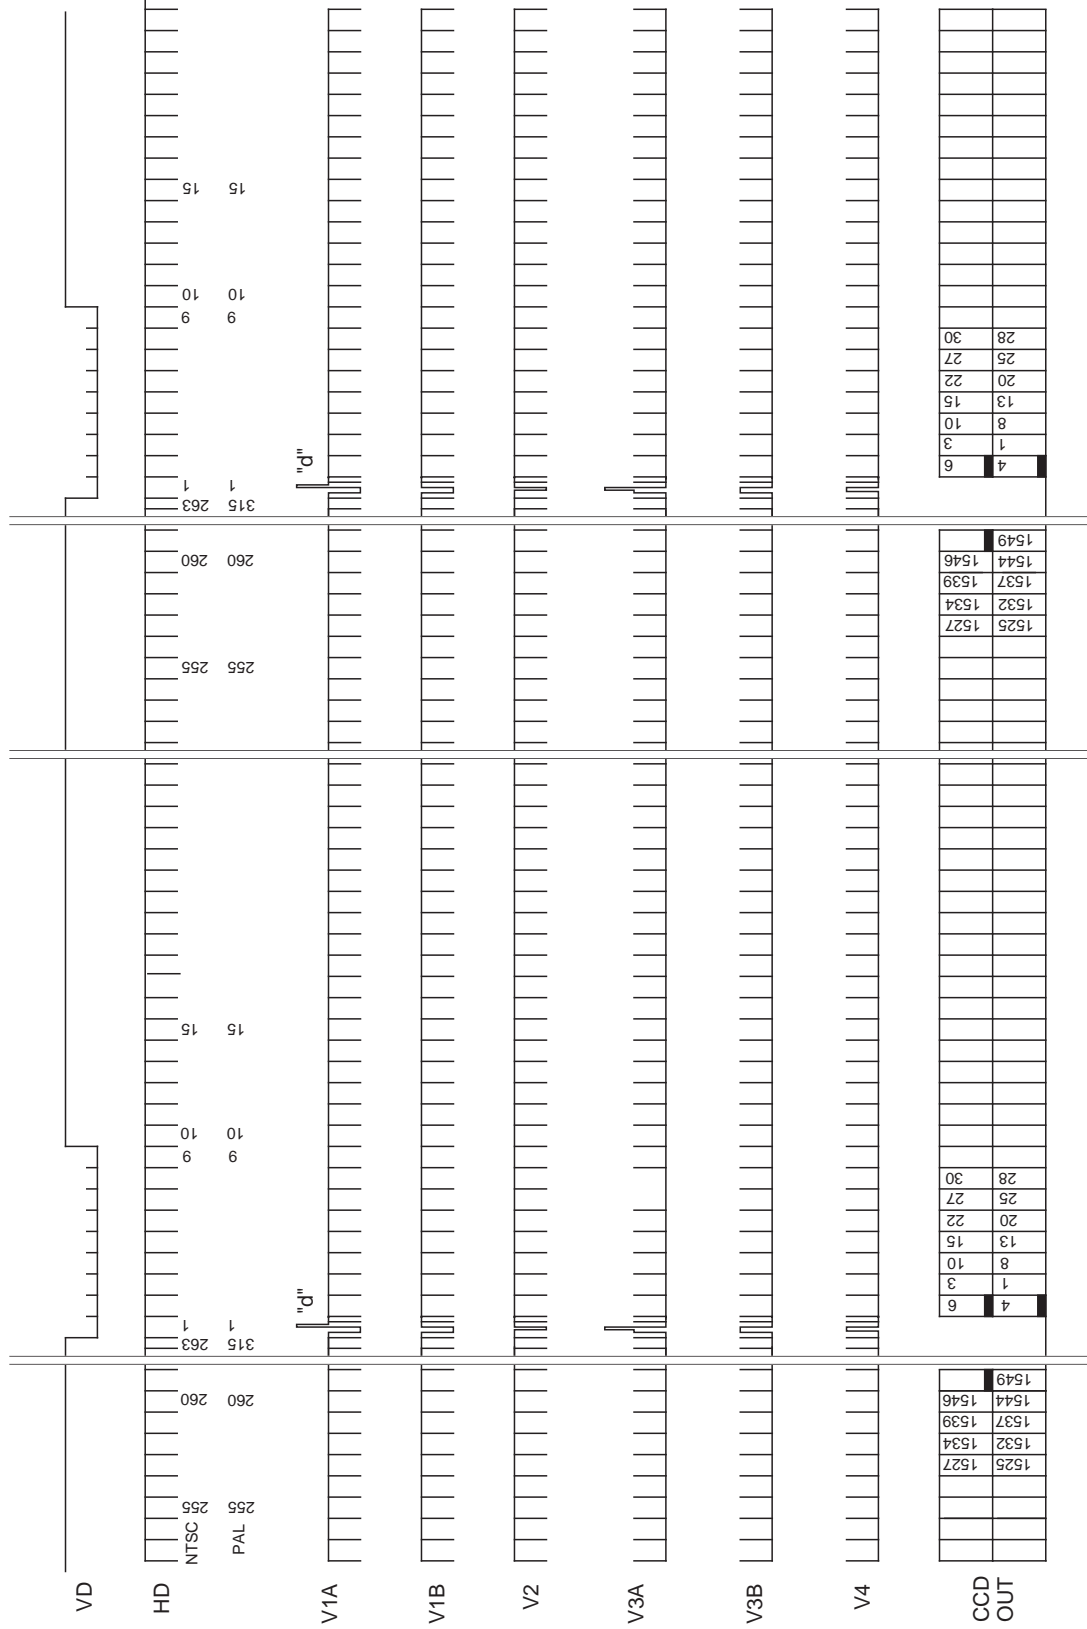 VD
HD
NTSC 255 260 263 1 9 10 15 255 260 263 1 9 10 15
PAL 255 260 315 1 9 10 15 255 260 315 1 9 10 15
"d" "d"
V1A
V1B
V2
V3A
V3B
V4
CCD 1527 1534 1539 1546 6 3 10 15 22 27 30 1527 1534 1539 1546 6 3 10 15 22 27 30
OUT 1525 1532 1537 1544 1549 4 1 8 13 20 25 28 1525 1532 1537 1544 1549 4 1 8 13 20 25 28